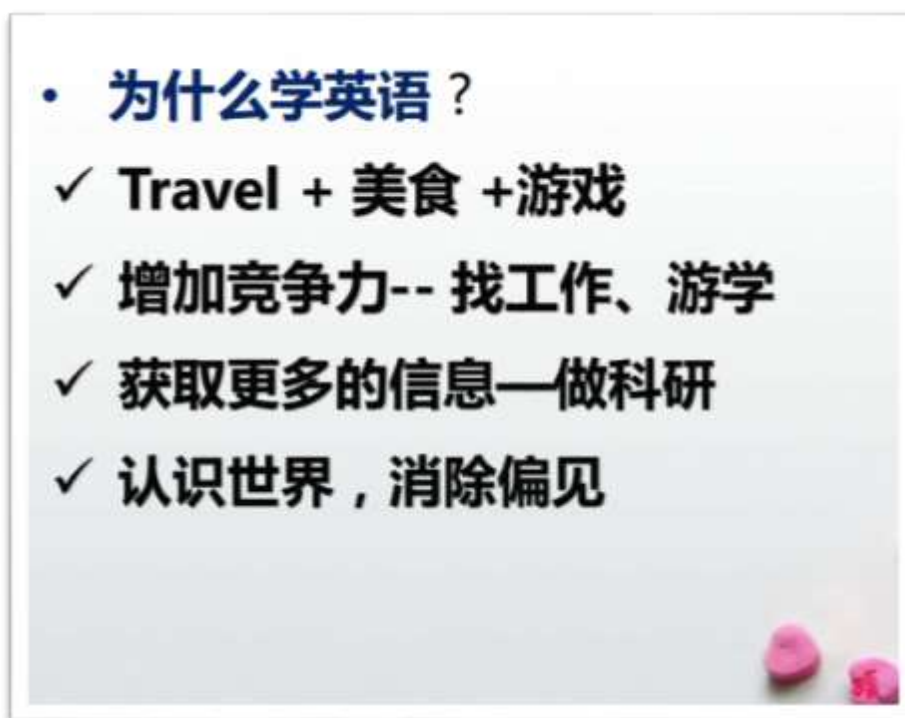 • 为什么学英语？
✓ Travel + 美食 +游戏
✓ 增加竞争力-- 找工作、游学
✓ 获取更多的信息—做科研
✓ 认识世界，消除偏见